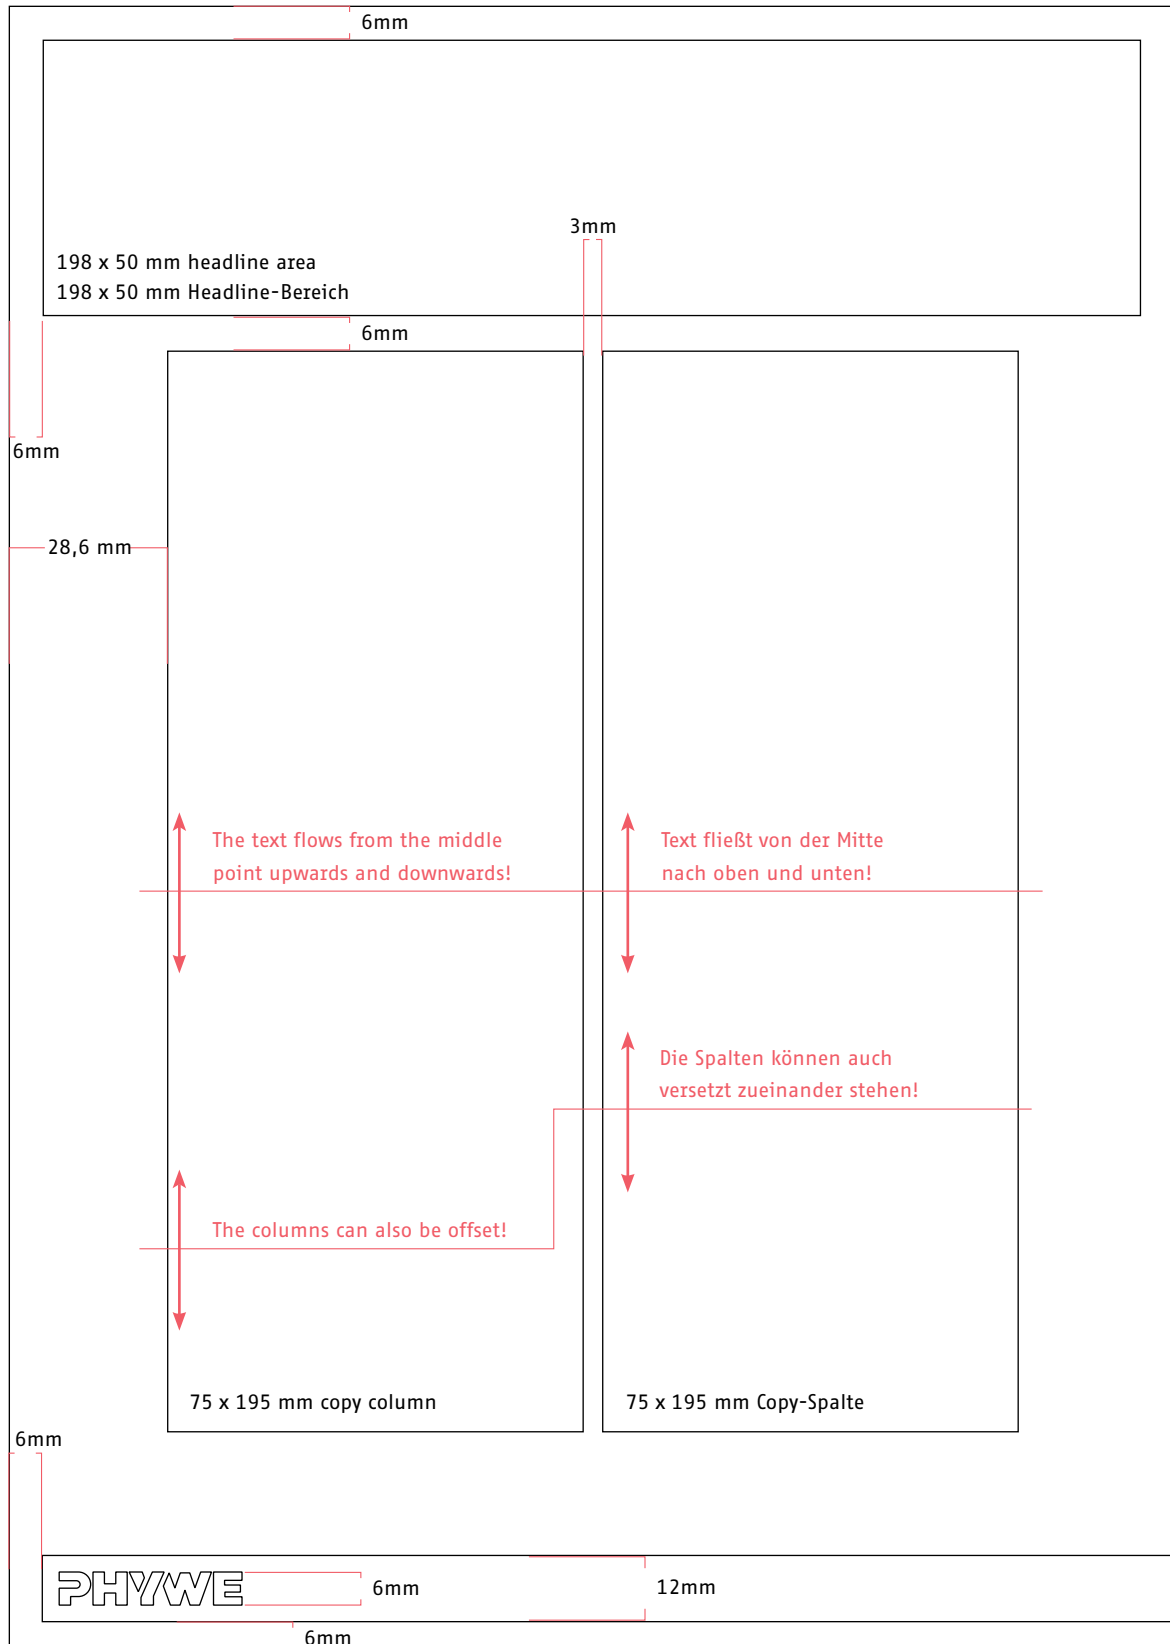 6mm
3mm
198 x 50 mm headline area
198 x 50 mm Headline-Bereich
6mm
6mm
28,6 mm
The text flows from the middle
point upwards and downwards!
Text fließt von der Mitte
nach oben und unten!
Die Spalten können auch
versetzt zueinander stehen!
The columns can also be offset!
75 x 195 mm copy column
75 x 195 mm Copy-Spalte
6mm
PHYWE
6mm
12mm
6mm